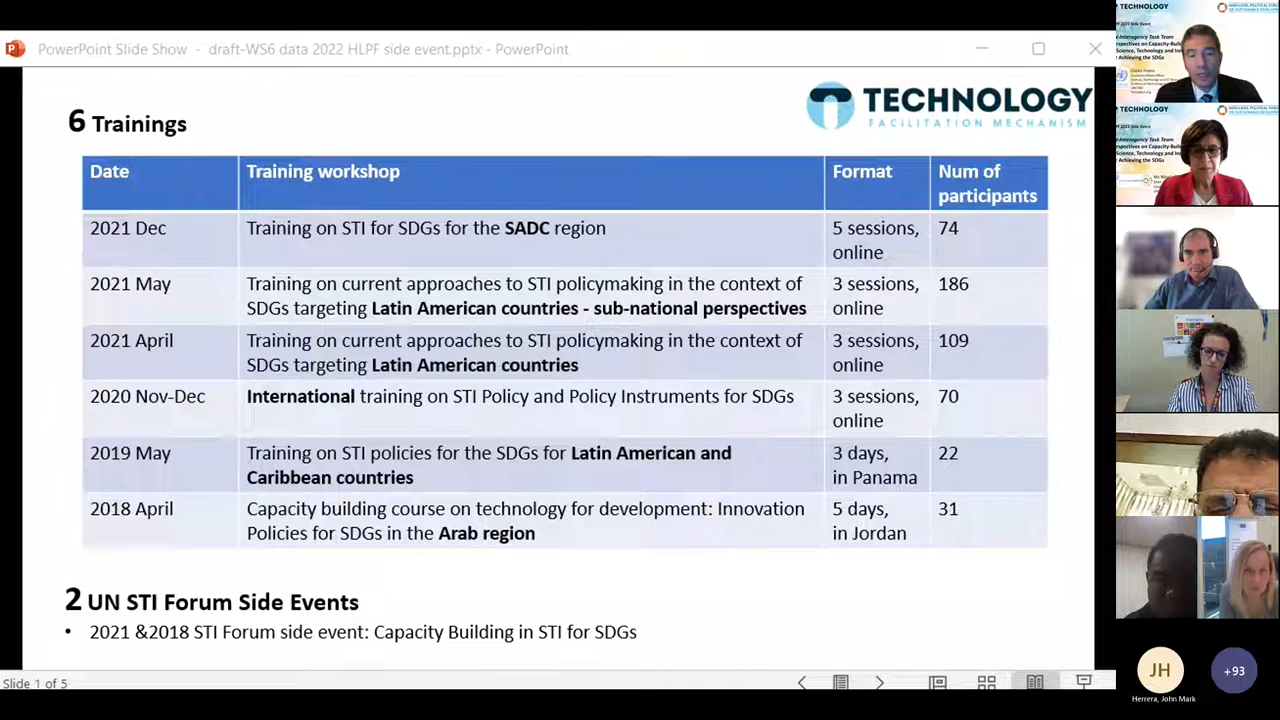 PowerPoint Slide Show - draft-WS6 data 2022 HLPF side event.pptx - PowerPoint
TECHNOLOGY
FACILITATION MECHANISM
6 Trainings
Date
Training workshop
Format
Num of
participants
2021 Dec
Training on STI for SDGs for the SADC region
5 sessions,
online
74
2021 May
Training on current approaches to STI policymaking in the context of
SDGs targeting Latin American countries - sub-national perspectives
3 sessions,
online
186
2021 April
Training on current approaches to STI policymaking in the context of
SDGs targeting Latin American countries
3 sessions,
online
109
2020 Nov-Dec
International training on STI Policy and Policy Instruments for SDGs
3 sessions,
online
70
2019 May
Training on STI policies for the SDGs for Latin American and
Caribbean countries
3 days,
in Panama
22
2018 April
Capacity building course on technology for development: Innovation
Policies for SDGs in the Arab region
5 days,
in Jordan
31
2 UN STI Forum Side Events
• 2021 &2018 STI Forum side event: Capacity Building in STI for SDGs
Slide 1 of 5
JH
+93
Herrera, John Mark